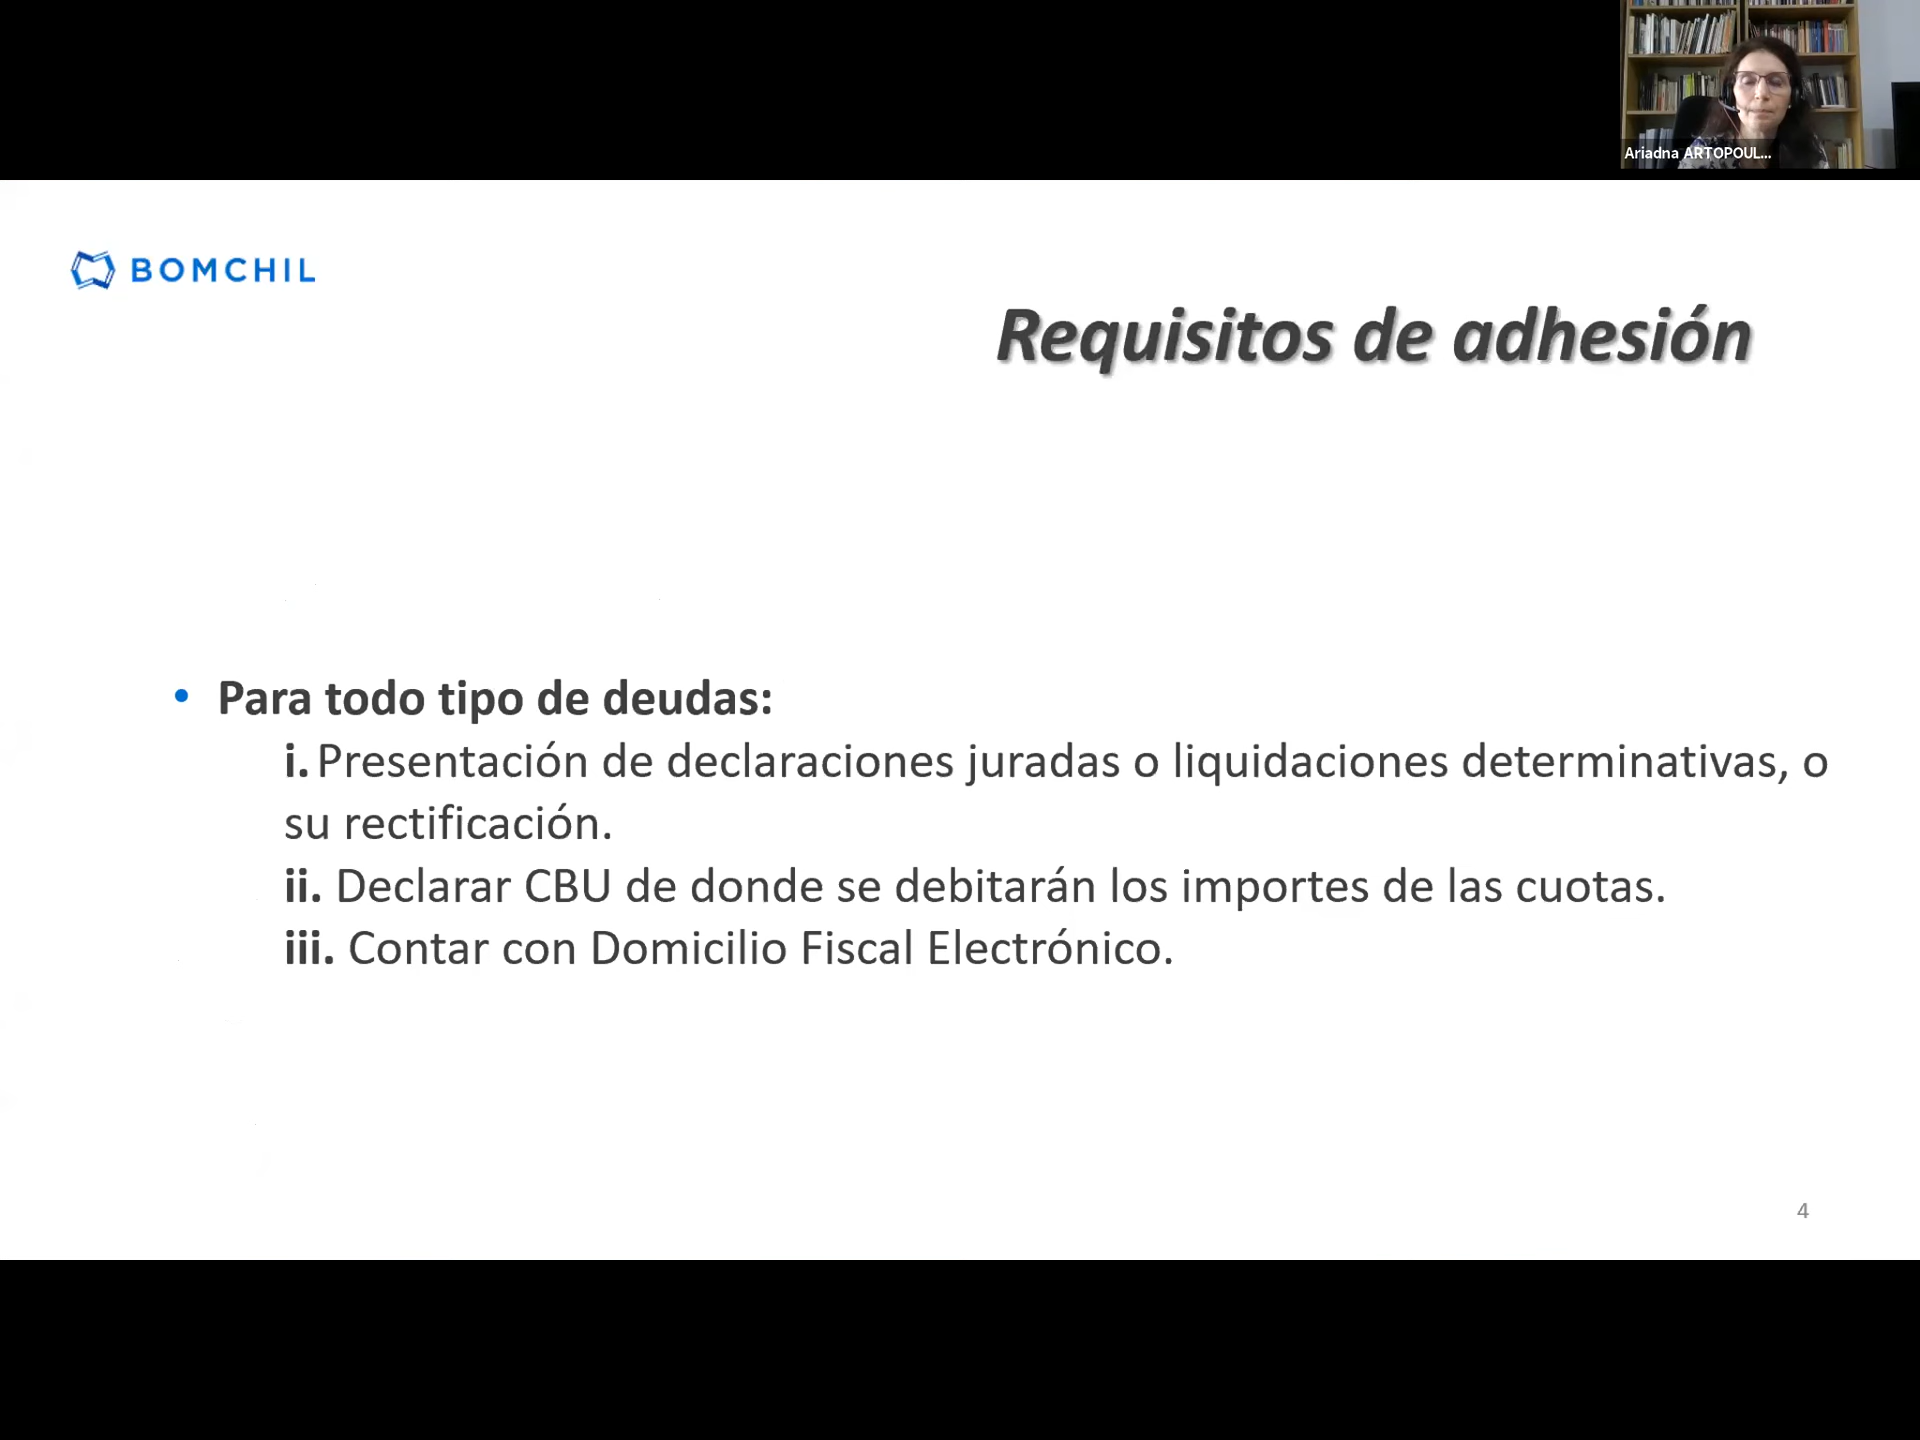 Ariadna ARTOPOUL...
BOMCHIL
Requisitos de adhesión
• Para todo tipo de deudas:
i. Presentación de declaraciones juradas o liquidaciones determinativas, o
su rectificación.
ii. Declarar CBU de donde se debitarán los importes de las cuotas.
iii. Contar con Domicilio Fiscal Electrónico.
4